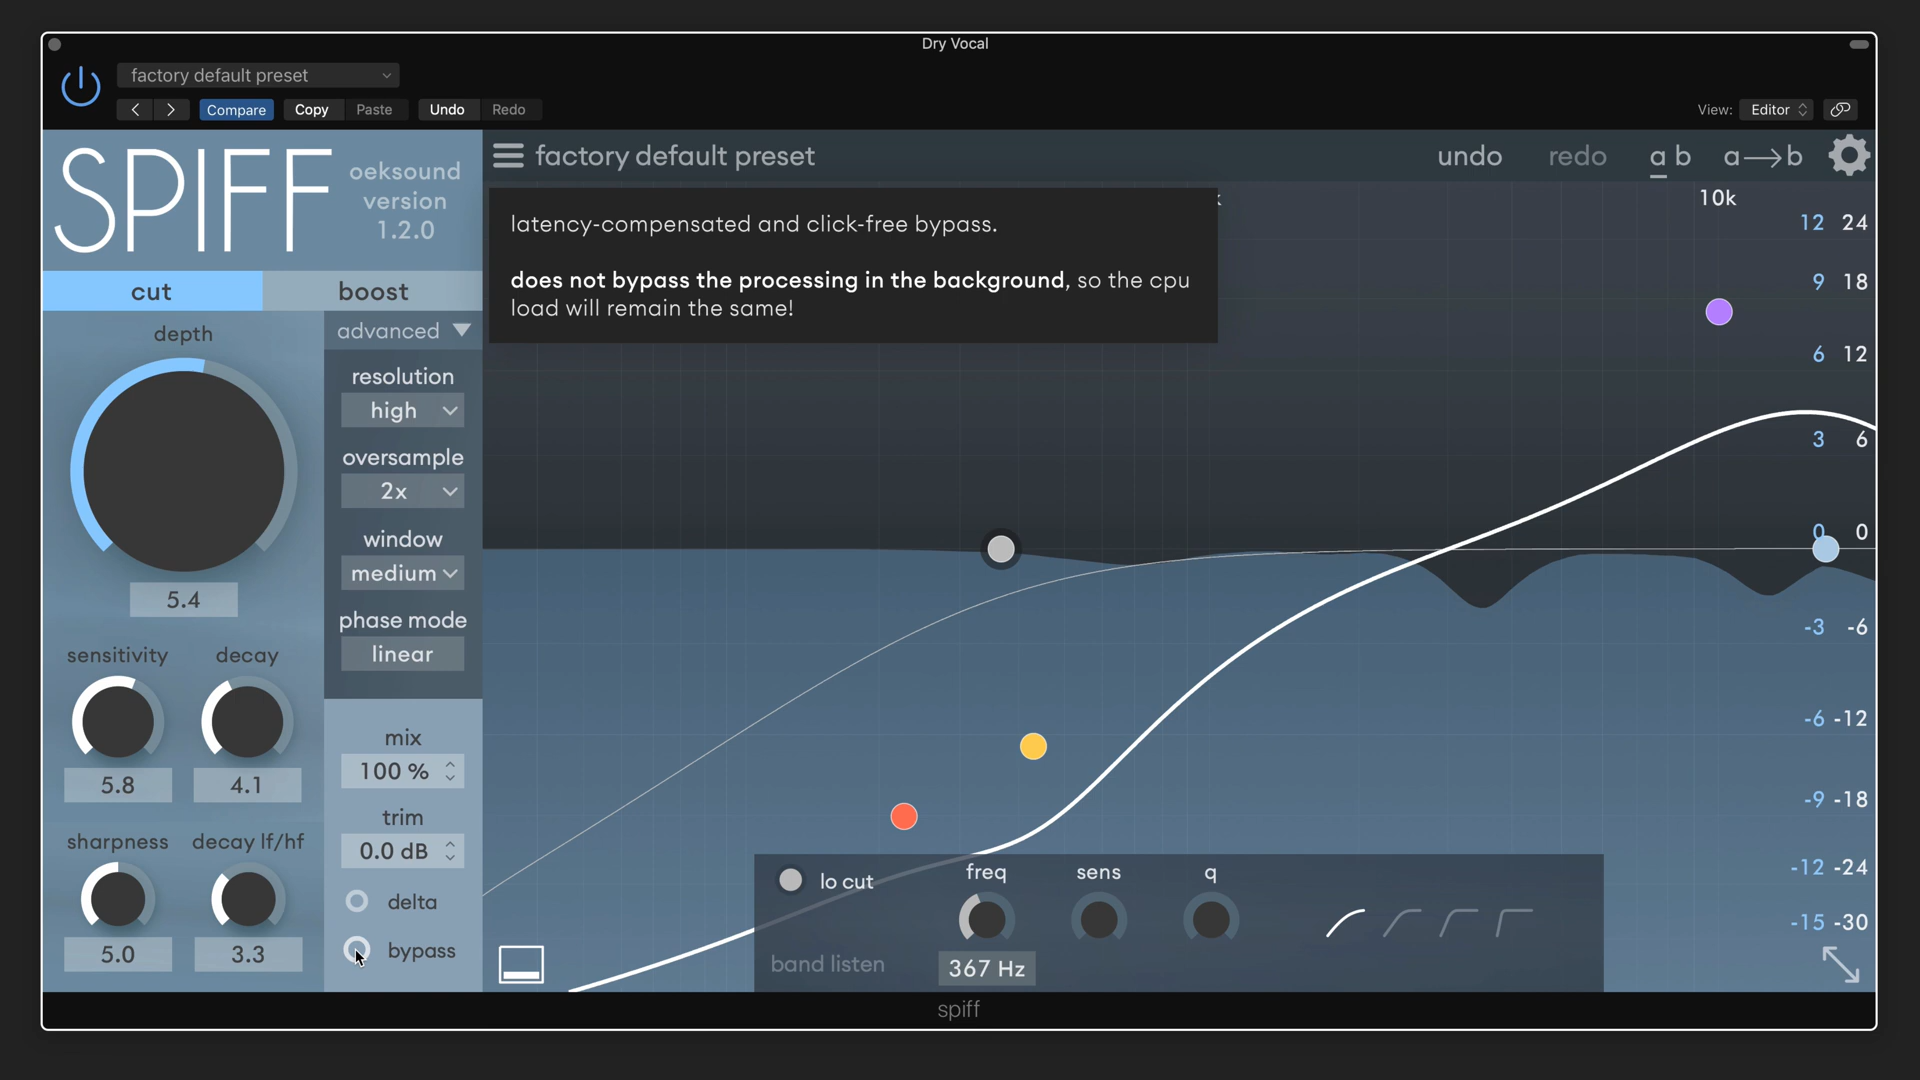 Dry Vocal
factory default preset
Compare
Copy
Paste
Undo
Redo
View:
Editor
SPIFF
oeksound
version
1.2.0
factory default preset
undo
redo
a b
a→b
latency-compensated and click-free bypass.
does not bypass the processing in the background, so the cpu
load will remain the same!
10k
12 24
9 18
6 12
3 6
0 0
-3 -6
-6 -12
-9 -18
-12 -24
-15 -30
cut
boost
depth
5.4
sensitivity
decay
5.8
4.1
sharpness
decay lf/hf
5.0
3.3
advanced
resolution
high
oversample
2x
window
medium
phase mode
linear
mix
100 %
trim
0.0 dB
delta
bypass
lo cut
freq
sens
q
band listen
367 Hz
spiff